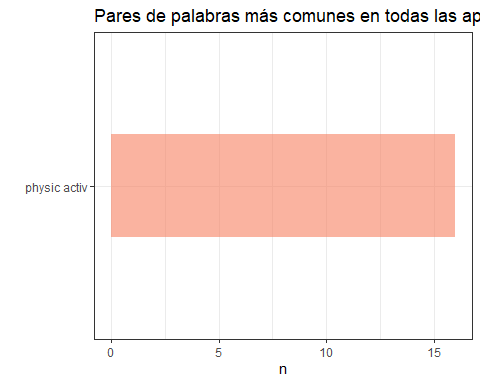 Pares de palabras más comunes en todas las ap
physic activ
0 5 10 15
n